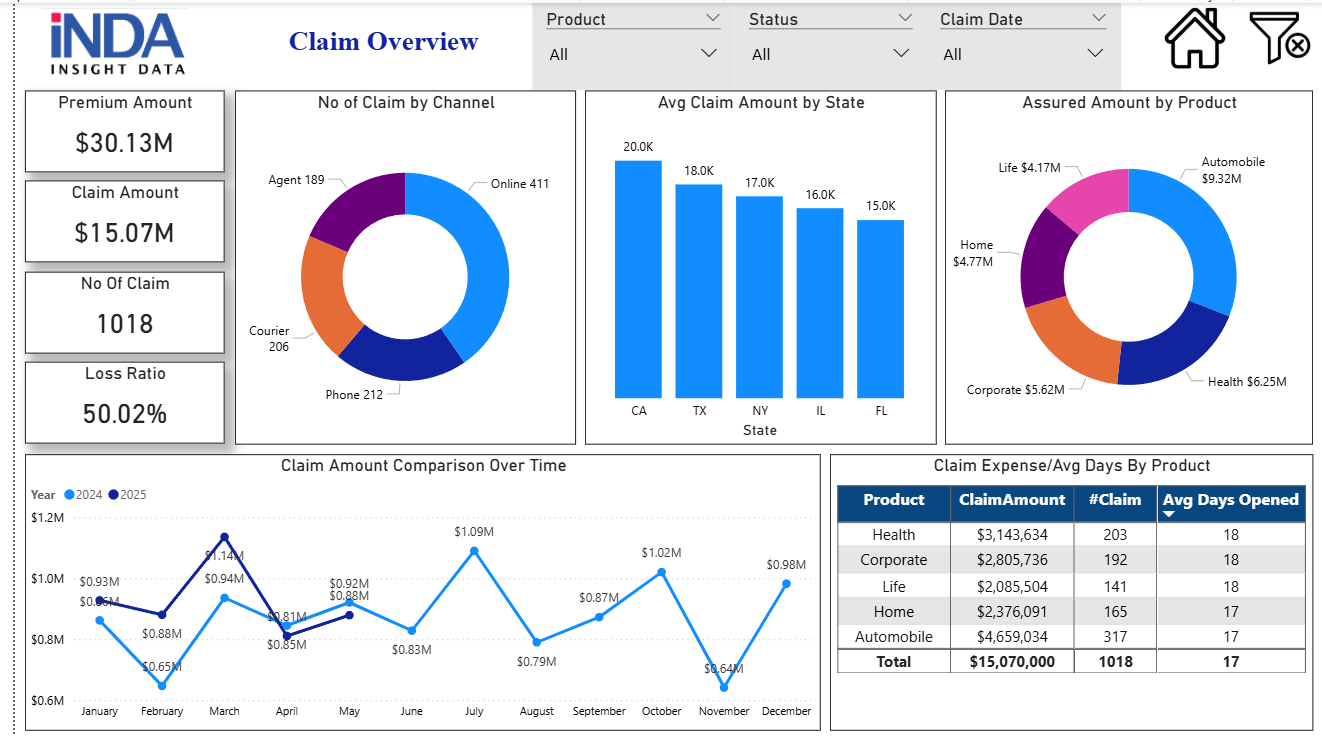 iNDA
INSIGHT DATA
Claim Overview
Product
All
Status
All
Claim Date
All
Premium Amount
$30.13M
Claim Amount
$15.07M
No Of Claim
1018
Loss Ratio
50.02%
No of Claim by Channel
Agent 189
Online 411
Courier
206
Phone 212
Avg Claim Amount by State
20.0K
18.0K
17.0K
16.0K
15.0K
CA TX NY IL FL
State
Assured Amount by Product
Life $4.17M
Automobile
$9.32M
Home
$4.77M
Corporate $5.62M
Health $6.25M
Claim Amount Comparison Over Time
Year 2024 2025
$1.2M
$1.0M
$0.8M
$0.6M
$0.93M
$0.86M
$0.88M
$0.65M
$1.14M
$0.94M
$0.81M
$0.85M
$0.92M
$0.88M
$0.83M
$1.09M
$0.79M
$0.87M
$1.02M
$0.64M
$0.98M
January February March April May June July August September October November December
Claim Expense/Avg Days By Product
Product ClaimAmount #Claim Avg Days Opened
Health $3,143,634 203 18
Corporate $2,805,736 192 18
Life $2,085,504 141 18
Home $2,376,091 165 17
Automobile $4,659,034 317 17
Total $15,070,000 1018 17